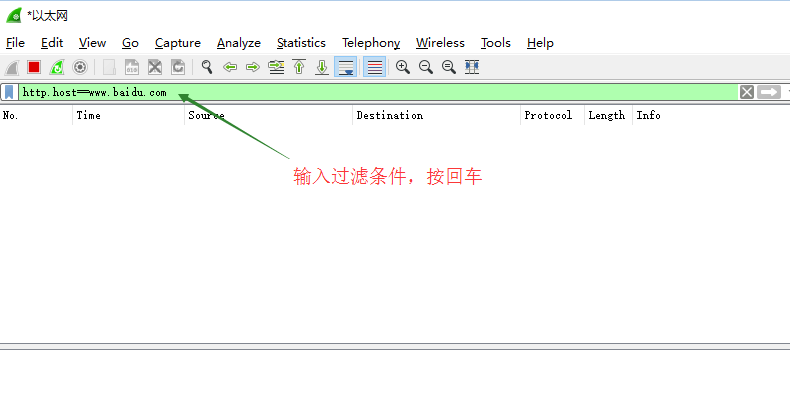 *以太网
File Edit View Go Capture Analyze Statistics Telephony Wireless Tools Help
http.host==www.baidu.com
No. Time Source Destination Protocol Length Info
输入过滤条件，按回车